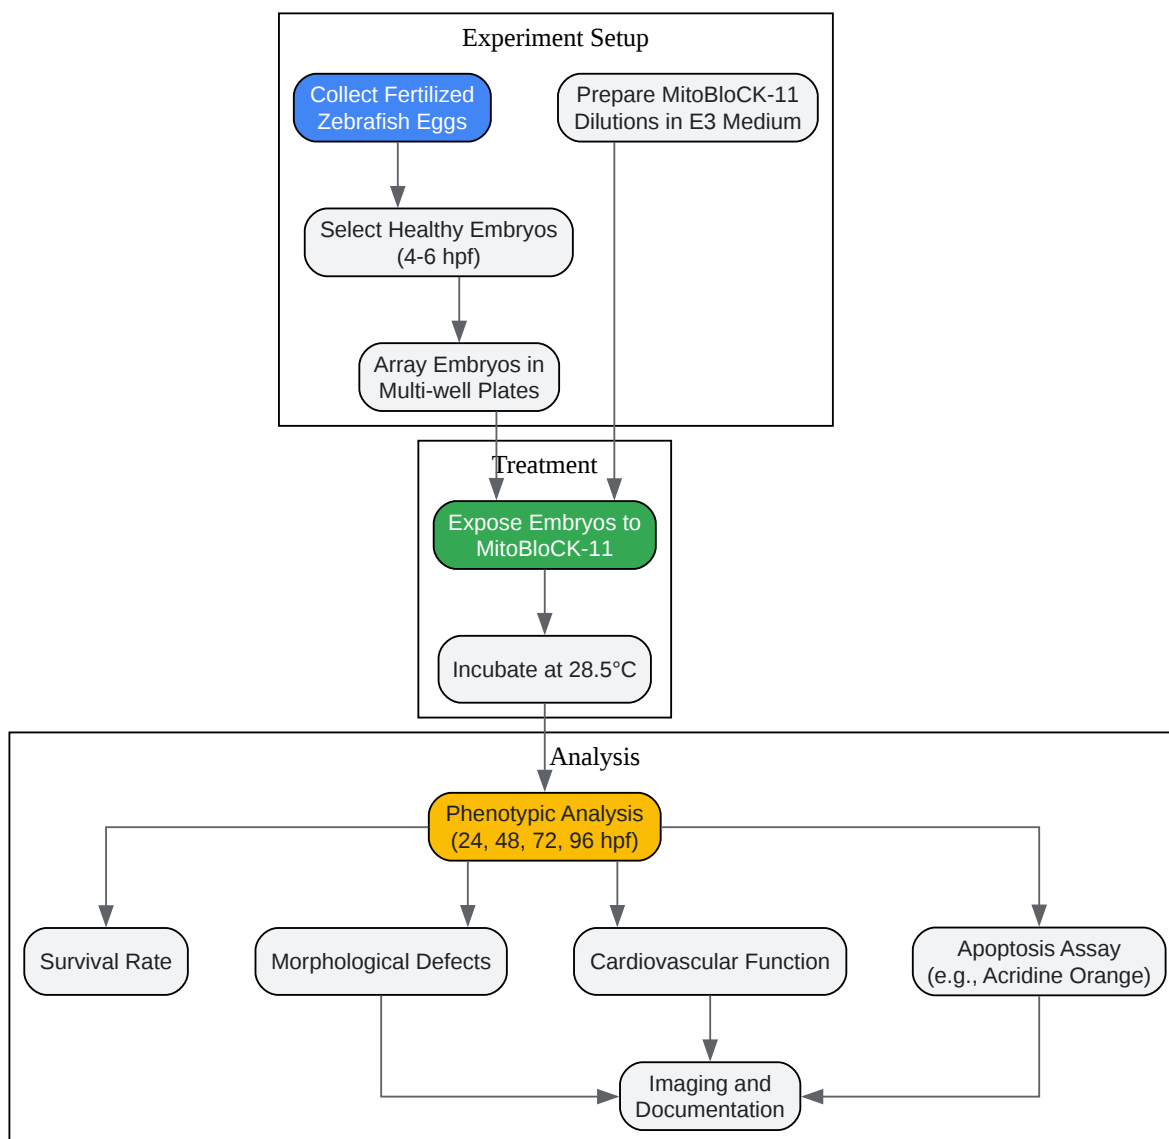 Experiment Setup
Collect Fertilized
Zebrafish Eggs
Prepare MitoBloCK-11
Dilutions in E3 Medium
Select Healthy Embryos
(4-6 hpf)
Array Embryos in
Multi-well Plates
Treatment
Expose Embryos to
MitoBloCK-11
Incubate at 28.5°C
Analysis
Phenotypic Analysis
(24, 48, 72, 96 hpf)
Survival Rate
Morphological Defects
Cardiovascular Function
Apoptosis Assay
(e.g., Acridine Orange)
Imaging and
Documentation